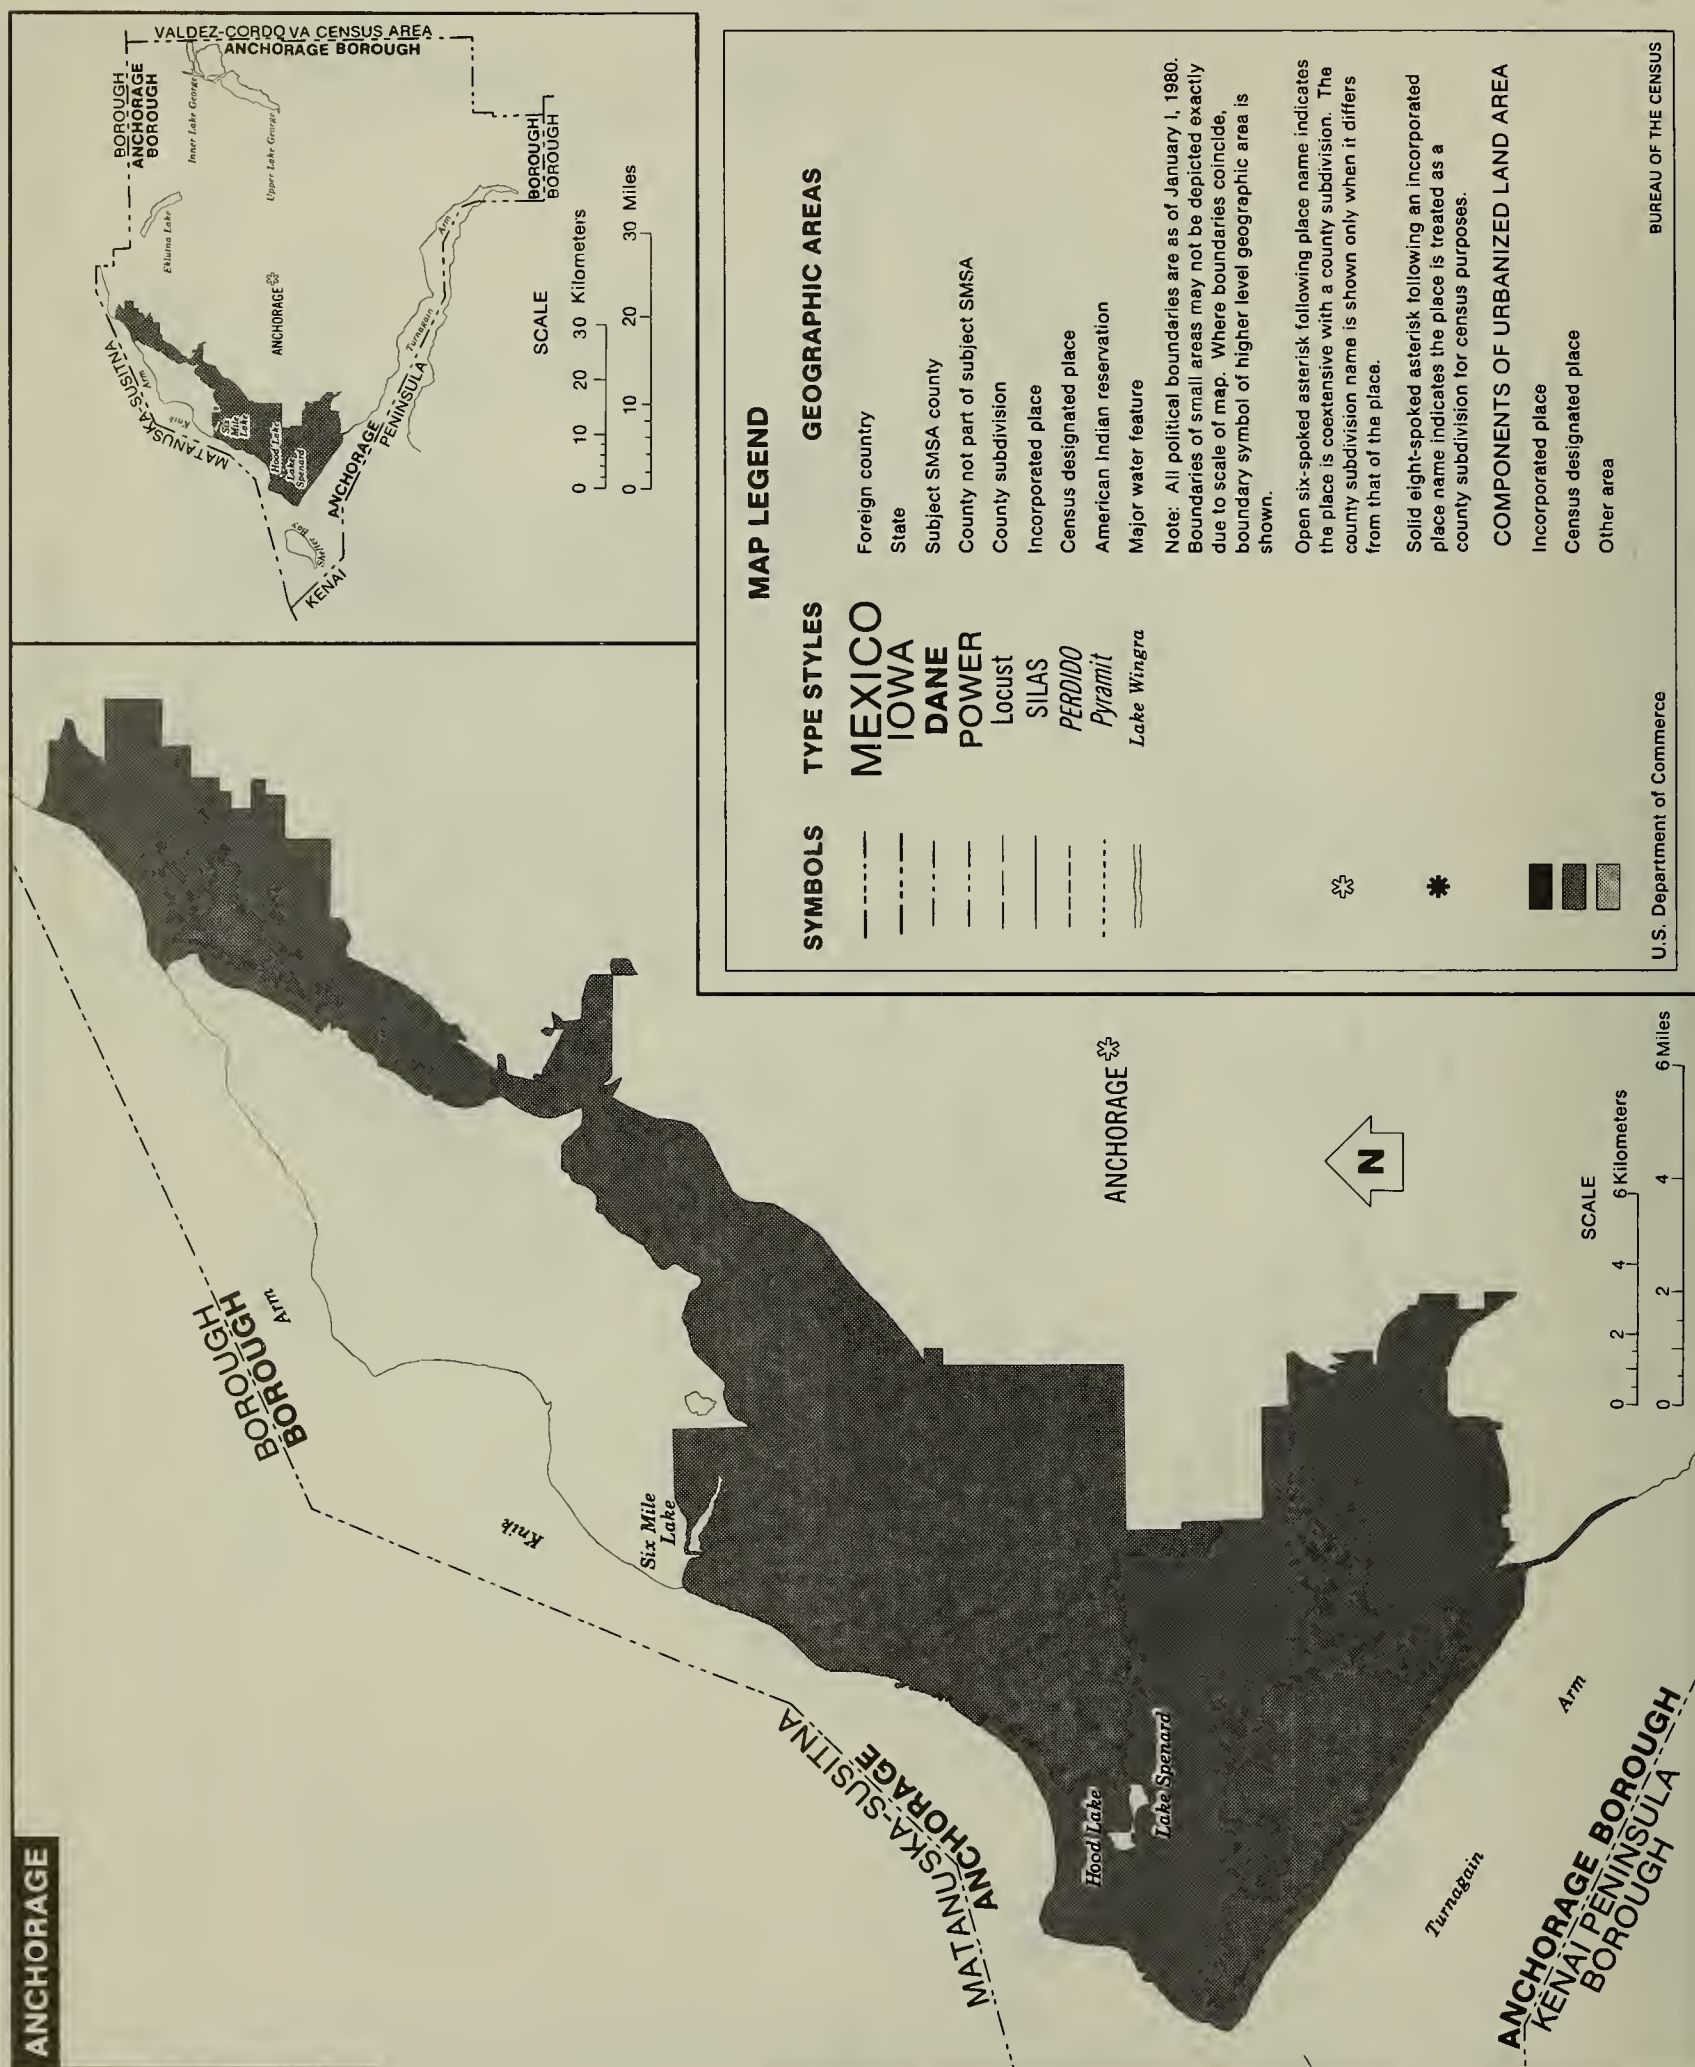 ANCHORAGE
BOROUGH
BOROUGH
Knik
Arm
Six Mile
Lake
MATANUSKA-SUSITNA
ANCHORAGE
Hood Lake
Lake Spenard
Turnagain
Arm
ANCHORAGE BOROUGH
KENAI PENINSULA
BOROUGH
ANCHORAGE
N
SCALE
0 2 4 6 Kilometers
0 2 4 6 Miles
VALDEZ-CORDOVA CENSUS AREA
ANCHORAGE BOROUGH
BOROUGH
ANCHORAGE
BOROUGH
Inner Lake George
Upper Lake George
Eklutna Lake
MATANUSKA-SUSITNA
Knik
Arm
Six
Mile
Lake
Hood Lake
Lake
Spenard
ANCHORAGE
ANCHORAGE
PENINSULA
KENAI
Turnagain
Arm
BOROUGH
BOROUGH
SCALE
0 10 20 30 Kilometers
0 10 20 30 Miles
MAP LEGEND
SYMBOLS TYPE STYLES GEOGRAPHIC AREAS
MEXICO Foreign country
IOWA State
DANE Subject SMSA county
POWER County not part of subject SMSA
Locust County subdivision
SILAS Incorporated place
PERDIDO Census designated place
Pyramit American Indian reservation
Lake Wingra Major water feature
Note: All political boundaries are as of January 1, 1980.
Boundaries of small areas may not be depicted exactly
due to scale of map. Where boundaries coincide,
boundary symbol of higher level geographic area is
shown.
Open six-spoked asterisk following place name indicates
the place is coextensive with a county subdivision. The
county subdivision name is shown only when it differs
from that of the place.
Solid eight-spoked asterisk following an incorporated
place name indicates the place is treated as a
county subdivision for census purposes.
COMPONENTS OF URBANIZED LAND AREA
Incorporated place
Census designated place
Other area
U.S. Department of Commerce BUREAU OF THE CENSUS